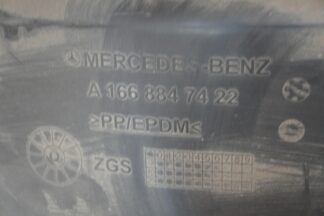 MERCEDES-BENZ
A 166 884 74 22
>PP/EPDM<
ZGS